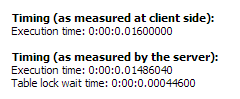 Timing (as measured at client side):
Execution time: 0:00:0.01600000
Timing (as measured by the server):
Execution time: 0:00:0.01486040
Table lock wait time: 0:00:0.00044600